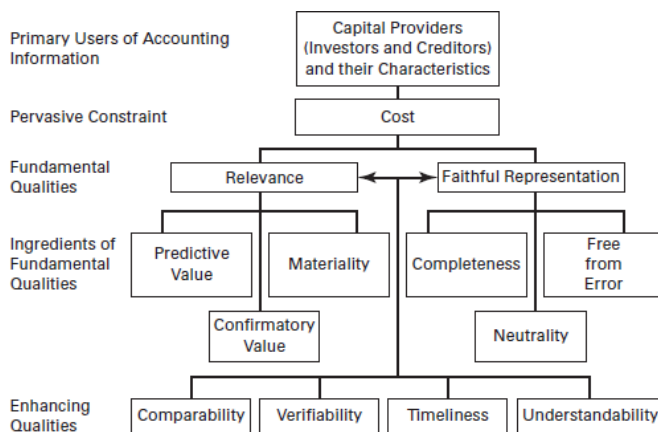 Primary Users of Accounting
Information
Capital Providers
(Investors and Creditors)
and their Characteristics
Pervasive Constraint
Cost
Fundamental
Qualities
Relevance
Faithful Representation
Ingredients of
Fundamental
Qualities
Predictive
Value
Materiality
Completeness
Free
from
Error
Confirmatory
Value
Neutrality
Enhancing
Qualities
Comparability
Verifiability
Timeliness
Understandability